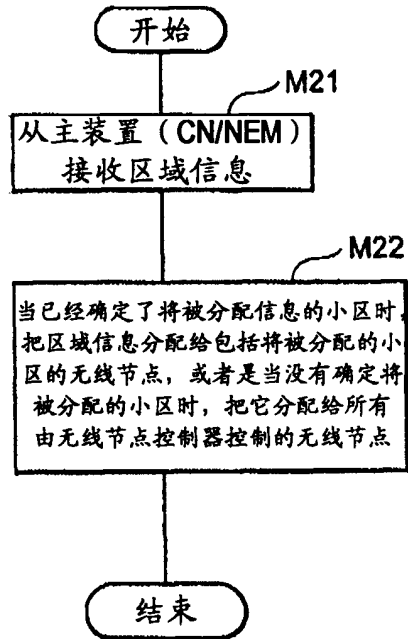 开始
M21
从主装置（CN/NEM）
接收区域信息
M22
当已经确定了将被分配信息的小区时，
把区域信息分配给包括将被分配的小
区的无线节点，或者是当没有确定将
被分配的小区时，把它分配给所有
由无线节点控制器控制的无线节点
结束